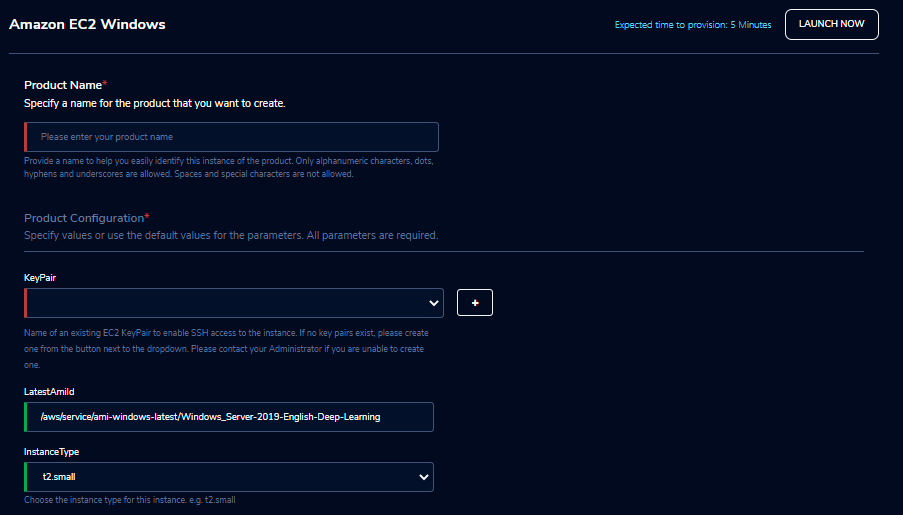 Amazon EC2 Windows
Expected time to provision: 5 Minutes
LAUNCH NOW
Product Name*
Specify a name for the product that you want to create.
Please enter your product name
Provide a name to help you easily identify this instance of the product. Only alphanumeric characters, dots,
hyphens and underscores are allowed. Spaces and special characters are not allowed.
Product Configuration*
Specify values or use the default values for the parameters. All parameters are required.
KeyPair
+
Name of an existing EC2 KeyPair to enable SSH access to the instance. If no key pairs exist, please create
one from the button next to the dropdown. Please contact your Administrator if you are unable to create
one.
LatestAmiId
/aws/service/ami-windows-latest/Windows_Server-2019-English-Deep-Learning
InstanceType
t2.small
Choose the instance type for this instance. e.g. t2.small